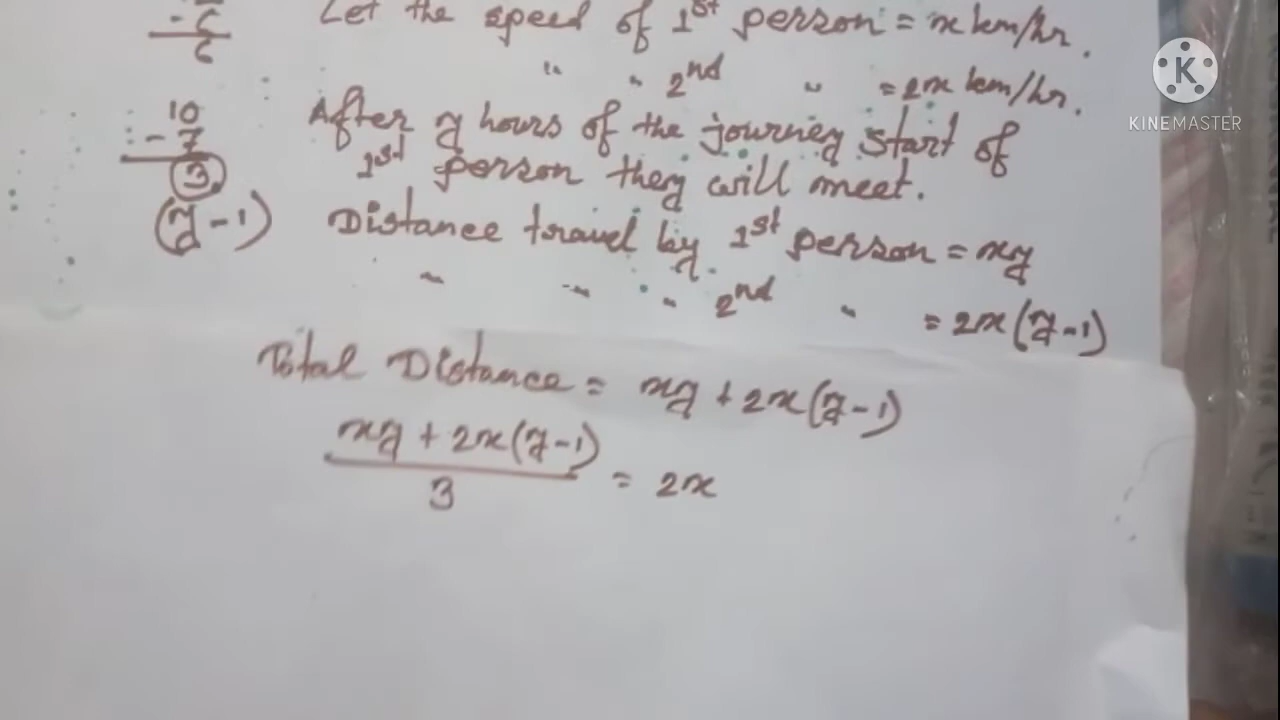 - 6
6
Let the speed of 1st person = x km/hr.
" " 2nd " = 2x km/hr.
10
- 7
3
After y hours of the journey start of
1st person they will meet.
(y-1)
Distance travel by 1st person = xy
" " " 2nd " = 2x(y-1)
Total Distance = xy + 2x(y-1)
xy + 2x(y-1)
3
= 2x
KINEMASTER